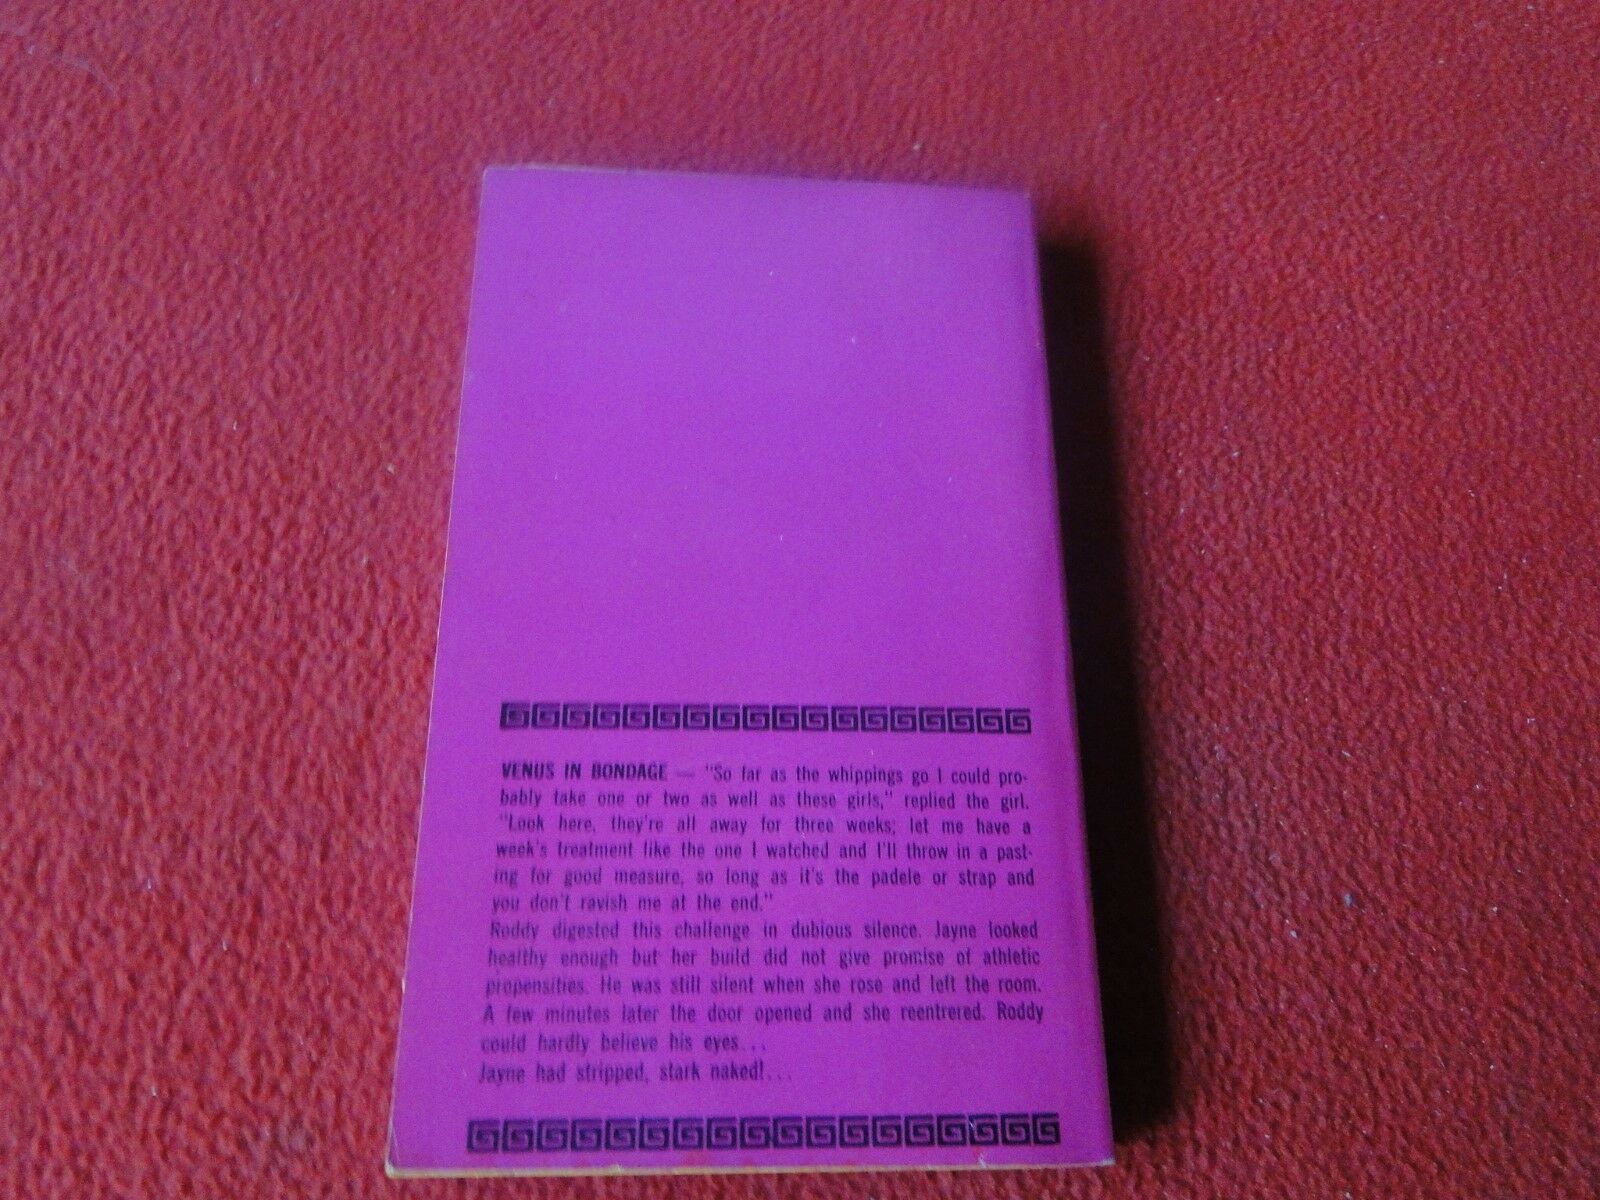 VENUS IN BONDAGE — "So far as the whippings go I could pro-
bably take one or two as well as these girls," replied the girl.
"Look here, they're all away for three weeks; let me have a
week's treatment like the one I watched and I'll throw in a past-
ing for good measure, so long as it's the padele or strap and
you don't ravish me at the end."
Roddy digested this challenge in dubious silence. Jayne looked
healthy enough but her build did not give promise of athletic
propensities. He was still silent when she rose and left the room.
A few minutes later the door opened and she reentrered. Roddy
could hardly believe his eyes...
Jayne had stripped, stark naked!...